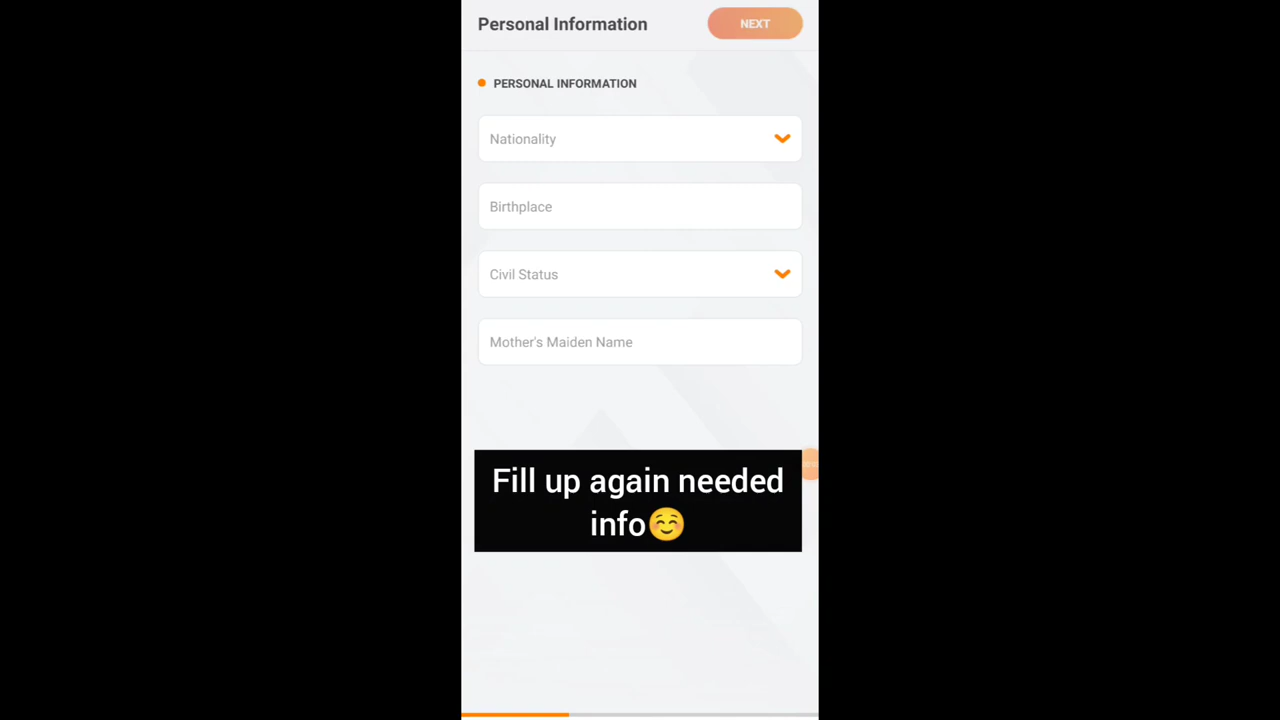 Personal Information
NEXT
PERSONAL INFORMATION
Nationality
Birthplace
Civil Status
Mother's Maiden Name
Fill up again needed
info☺️